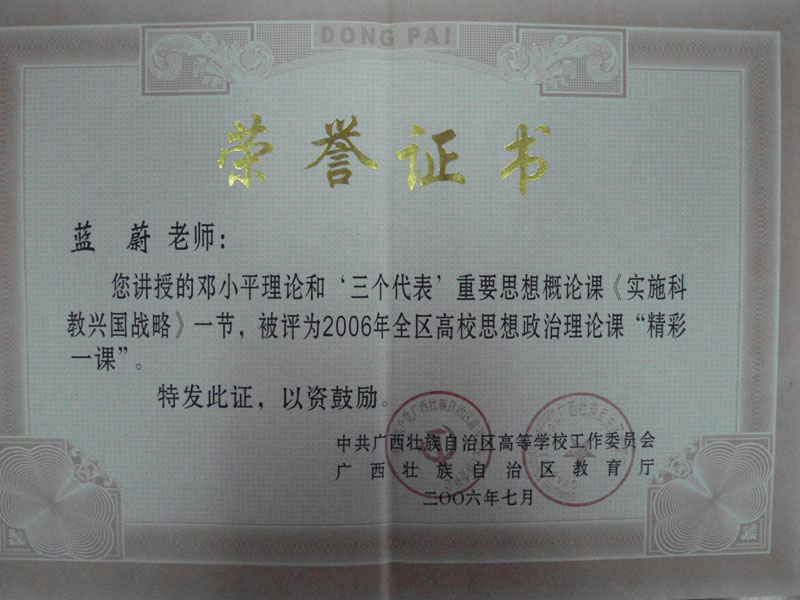 DONG PAI
荣誉证书
蓝 蔚 老师：
您讲授的邓小平理论和‘三个代表’重要思想概论课《实施科
教兴国战略》一节，被评为2006年全区高校思想政治理论课“精彩
一课”。
特发此证，以资鼓励。
中共广西壮族自治区高等学校工作委员会
广西壮族自治区教育厅
二〇〇六年七月